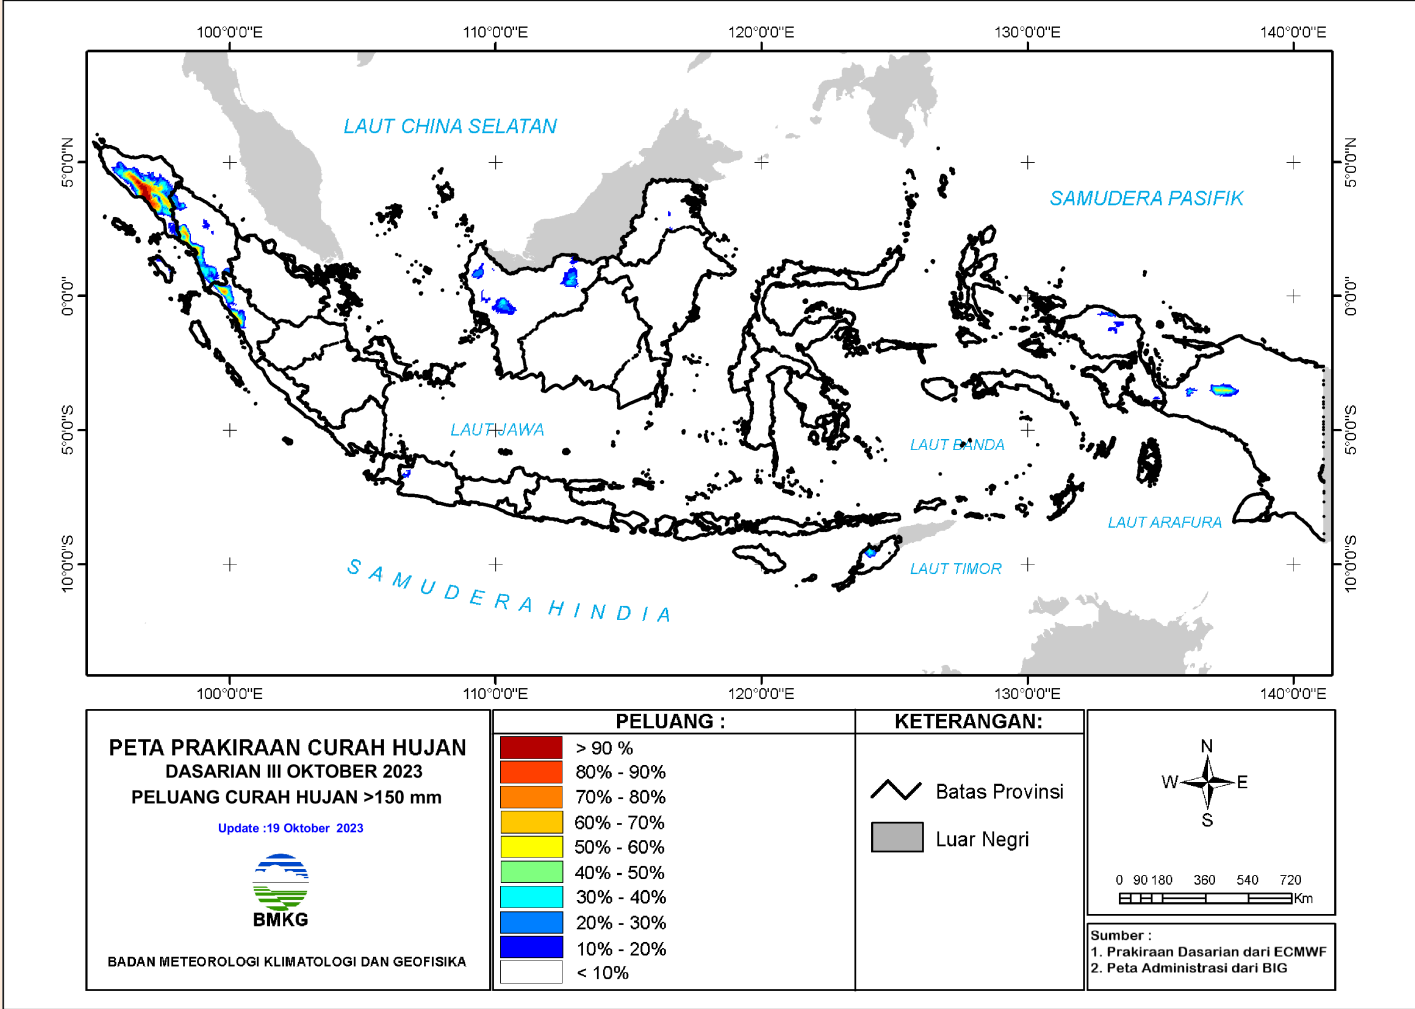 100°0'0"E 110°0'0"E 120°0'0"E 130°0'0"E 140°0'0"E
LAUT CHINA SELATAN
5°0'0"N 5°0'0"N
SAMUDERA PASIFIK
0°0'0" 0°0'0"
LAUT JAWA
5°0'0"S 5°0'0"S
LAUT BANDA
LAUT ARAFURA
10°0'0"S 10°0'0"S
LAUT TIMOR
SAMUDERA HINDIA
100°0'0"E 110°0'0"E 120°0'0"E 130°0'0"E 140°0'0"E
PETA PRAKIRAAN CURAH HUJAN
DASARIAN III OKTOBER 2023
PELUANG CURAH HUJAN >150 mm
Update :19 Oktober 2023
BMKG
BADAN METEOROLOGI KLIMATOLOGI DAN GEOFISIKA
PELUANG :
> 90 %
80% - 90%
70% - 80%
60% - 70%
50% - 60%
40% - 50%
30% - 40%
20% - 30%
10% - 20%
< 10%
KETERANGAN:
Batas Provinsi
Luar Negri
N
W E
S
0 90 180 360 540 720
Km
Sumber :
1. Prakiraan Dasarian dari ECMWF
2. Peta Administrasi dari BIG